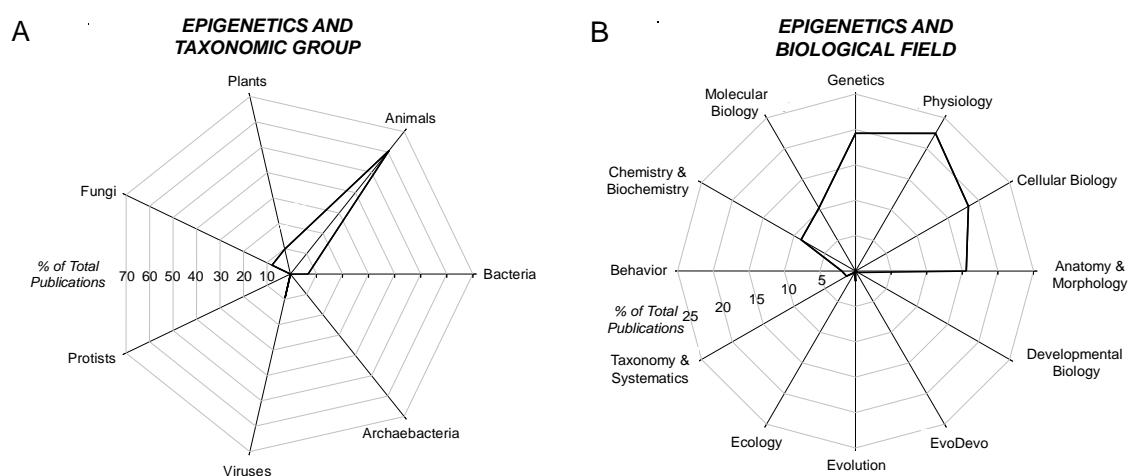 A
EPIGENETICS AND
TAXONOMIC GROUP
Plants
Animals
Fungi
% of Total
Publications
70 60 50 40 30 20 10
Bacteria
Protists
Archaebacteria
Viruses
B
EPIGENETICS AND
BIOLOGICAL FIELD
Genetics
Molecular
Biology
Physiology
Chemistry &
Biochemistry
Cellular Biology
Behavior
Anatomy &
Morphology
% of Total
Publications
25 20 15 10 5
Taxonomy &
Systematics
Developmental
Biology
Ecology
EvoDevo
Evolution